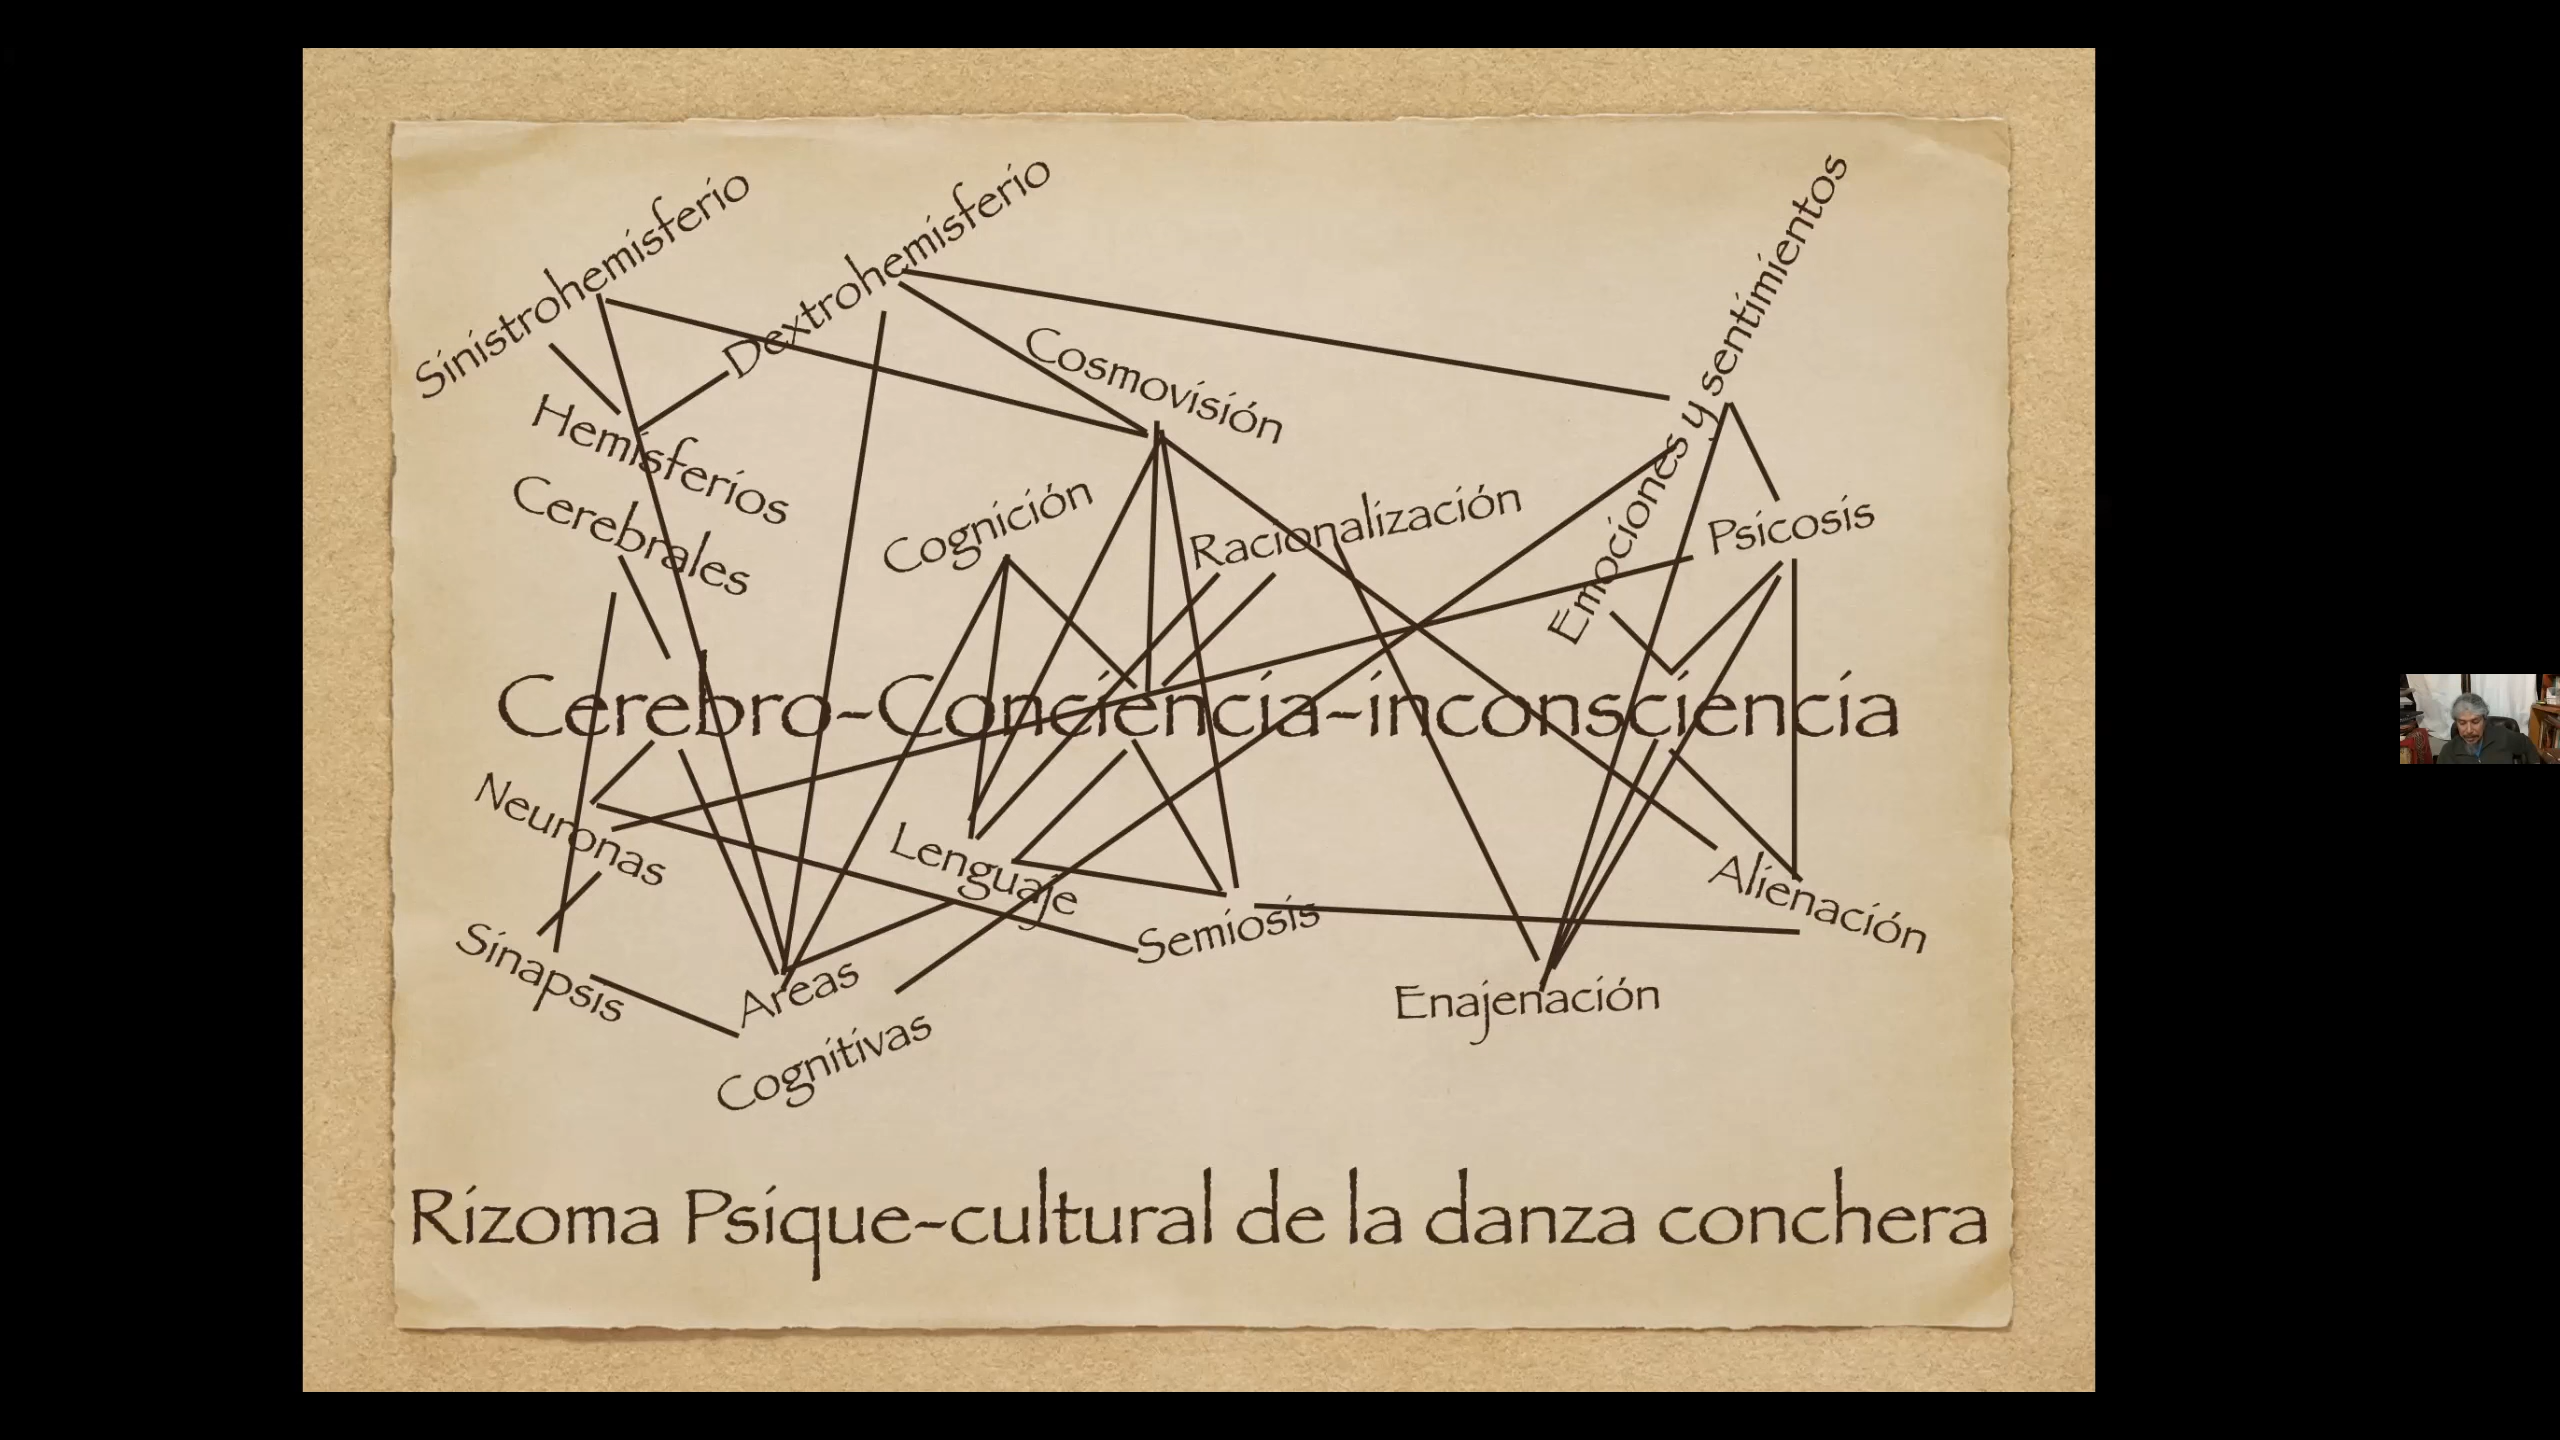 Sinistrohemisferio
Dextrohemisferio
Emociones y sentimientos
Cosmovisión
Hemisferios
Cerebrales
Cognición
Racionalización
Psicosis
Cerebro-Conciencia-inconsciencia
Neuronas
Lenguaje
Semiosis
Alienación
Sinapsis
Areas
Cognitivas
Enajenación
Rizoma Psique-cultural de la danza conchera